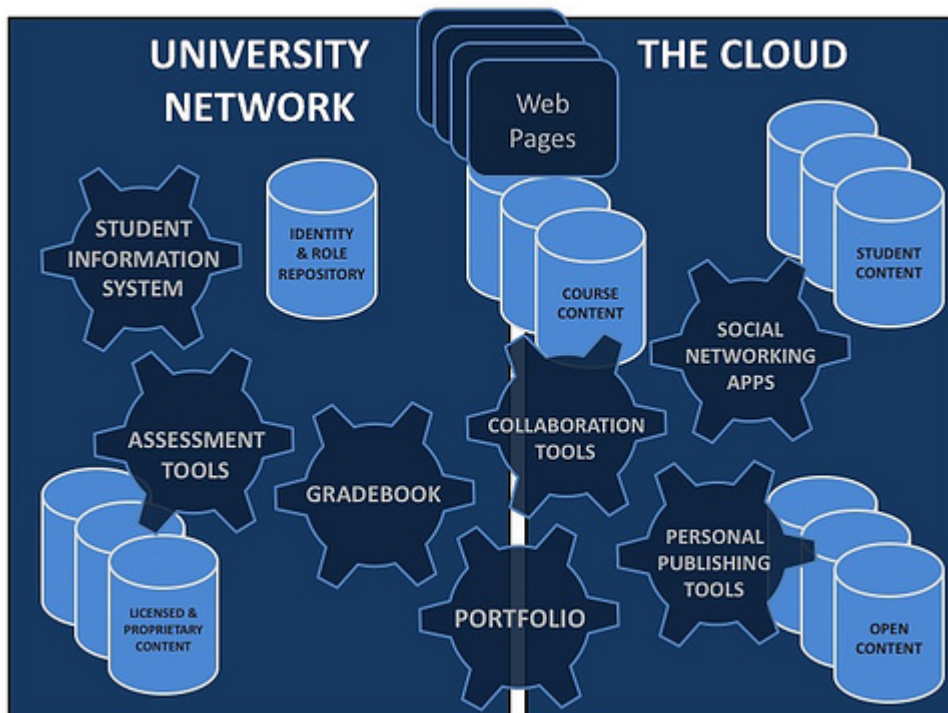 UNIVERSITY
NETWORK
THE CLOUD
Web
Pages
STUDENT
INFORMATION
SYSTEM
IDENTITY
& ROLE
REPOSITORY
COURSE
CONTENT
STUDENT
CONTENT
SOCIAL
NETWORKING
APPS
ASSESSMENT
TOOLS
GRADEBOOK
COLLABORATION
TOOLS
PERSONAL
PUBLISHING
TOOLS
LICENSED &
PROPRIETARY
CONTENT
PORTFOLIO
OPEN
CONTENT